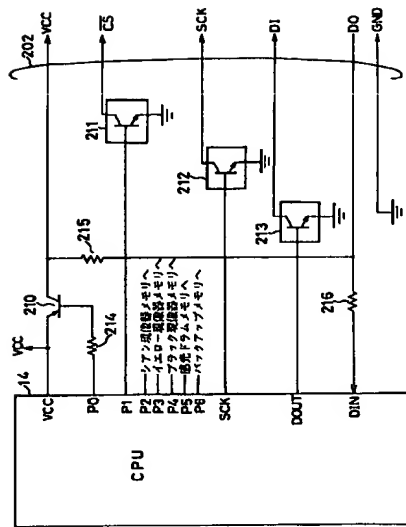 14
CPU
VCC
P0
P1
P2 シアン現像器メモリへ
P3 イエロー現像器メモリへ
P4 ブラック現像器メモリへ
P5 感光ドラムメモリへ
P6 バックアップメモリへ
SCK
DOUT
DIN
VCC
210
214
215
211
212
213
216
202
VCC
C̅S̅
SCK
DI
DO
GND